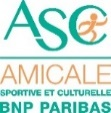 ASC
AMICALE
SPORTIVE ET CULTURELLE
BNP PARIBAS